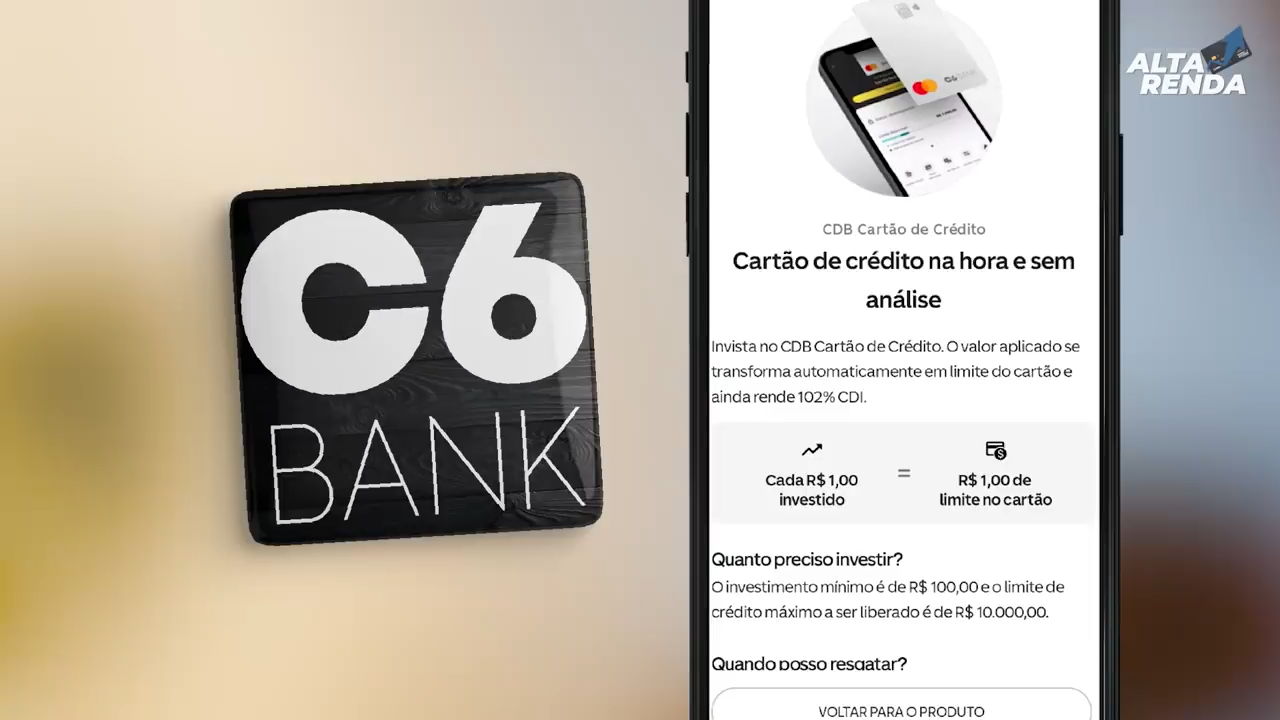 C6
BANK
ALTA
RENDA
C6 BANK
CDB Cartão de Crédito
Cartão de crédito na hora e sem
análise
Invista no CDB Cartão de Crédito. O valor aplicado se
transforma automaticamente em limite do cartão e
ainda rende 102% CDI.
Cada R$ 1,00
investido
=
R$ 1,00 de
limite no cartão
Quanto preciso investir?
O investimento mínimo é de R$ 100,00 e o limite de
crédito máximo a ser liberado é de R$ 10.000,00.
Quando posso resgatar?
VOLTAR PARA O PRODUTO